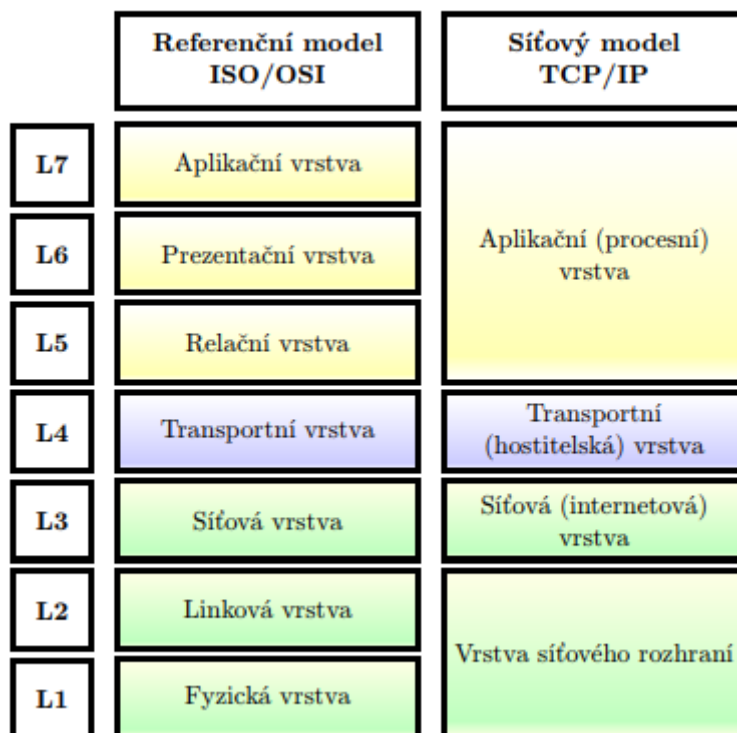 Referenční model
ISO/OSI
Síťový model
TCP/IP
L7
Aplikační vrstva
Aplikační (procesní)
vrstva
L6
Prezentační vrstva
L5
Relační vrstva
L4
Transportní vrstva
Transportní
(hostitelská) vrstva
L3
Síťová vrstva
Síťová (internetová)
vrstva
L2
Linková vrstva
Vrstva síťového rozhraní
L1
Fyzická vrstva